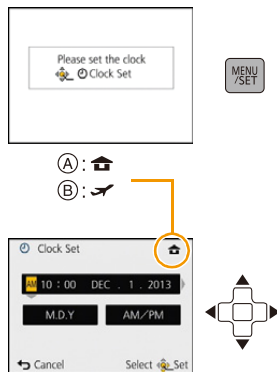 Please set the clock
Clock Set
MENU
/SET
Ⓐ:
Ⓑ:
Clock Set
AM 10 : 00 DEC . 1 . 2013
M.D.Y AM/PM
Cancel Select Set